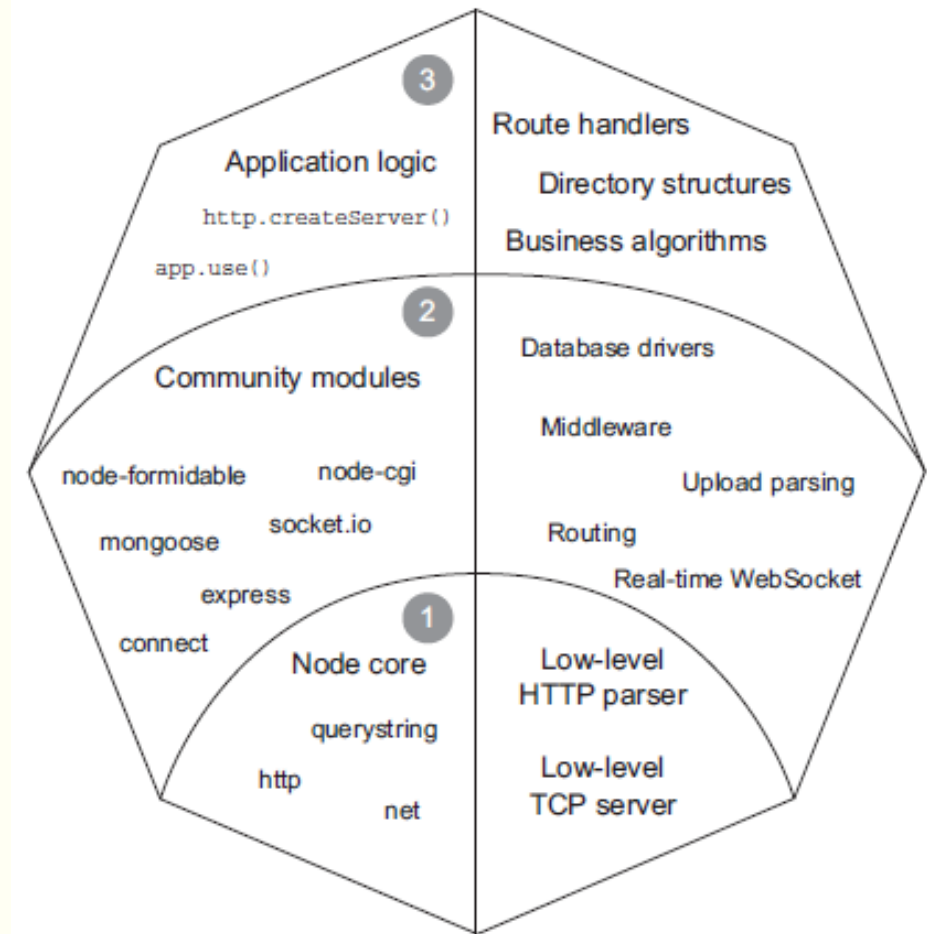 3
Application logic
http.createServer()
app.use()
Route handlers
Directory structures
Business algorithms
2
Community modules
node-formidable
node-cgi
socket.io
mongoose
express
connect
Database drivers
Middleware
Upload parsing
Routing
Real-time WebSocket
1
Node core
querystring
http
net
Low-level
HTTP parser
Low-level
TCP server